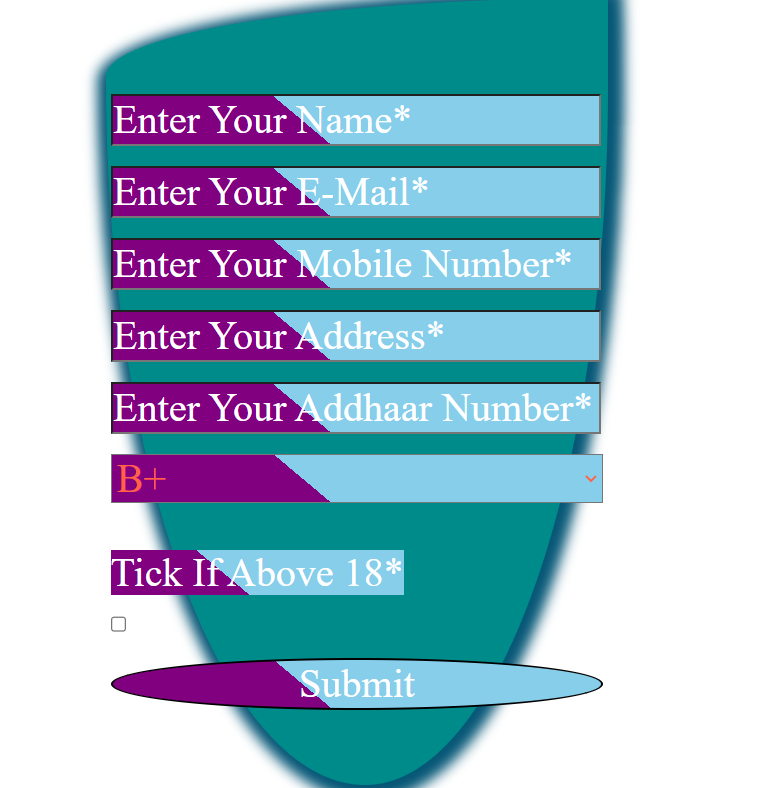 Enter Your Name*
Enter Your E-Mail*
Enter Your Mobile Number*
Enter Your Address*
Enter Your Addhaar Number*
B+
Tick If Above 18*
Submit